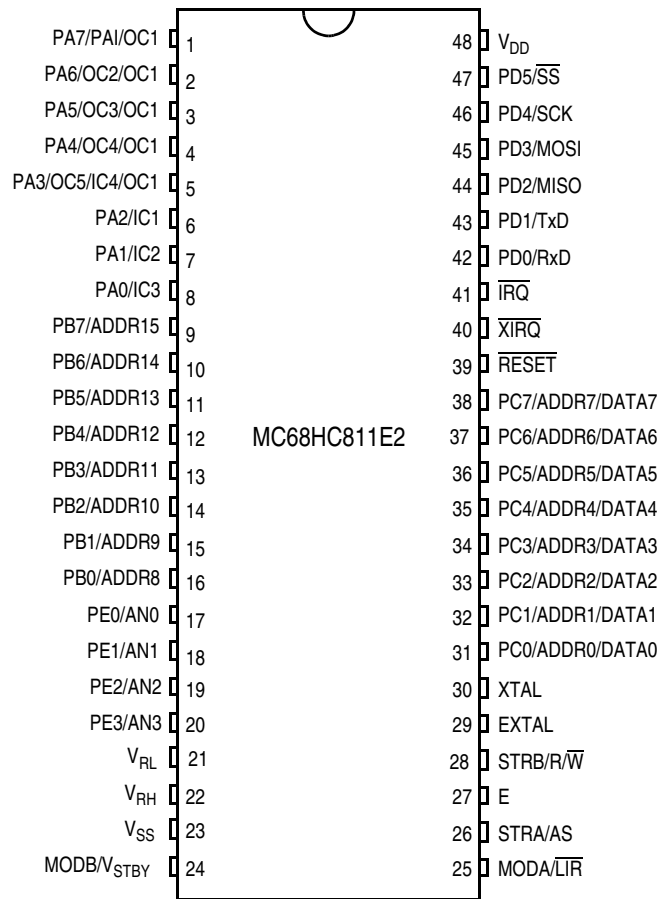 PA7/PAI/OC1 1 48 VDD
PA6/OC2/OC1 2 47 PD5/S̅S̅
PA5/OC3/OC1 3 46 PD4/SCK
PA4/OC4/OC1 4 45 PD3/MOSI
PA3/OC5/IC4/OC1 5 44 PD2/MISO
PA2/IC1 6 43 PD1/TxD
PA1/IC2 7 42 PD0/RxD
PA0/IC3 8 41 I̅R̅Q̅
PB7/ADDR15 9 40 X̅I̅R̅Q̅
PB6/ADDR14 10 39 R̅E̅S̅E̅T̅
PB5/ADDR13 11 38 PC7/ADDR7/DATA7
PB4/ADDR12 12 MC68HC811E2 37 PC6/ADDR6/DATA6
PB3/ADDR11 13 36 PC5/ADDR5/DATA5
PB2/ADDR10 14 35 PC4/ADDR4/DATA4
PB1/ADDR9 15 34 PC3/ADDR3/DATA3
PB0/ADDR8 16 33 PC2/ADDR2/DATA2
PE0/AN0 17 32 PC1/ADDR1/DATA1
PE1/AN1 18 31 PC0/ADDR0/DATA0
PE2/AN2 19 30 XTAL
PE3/AN3 20 29 EXTAL
VRL 21 28 STRB/R/W̅
VRH 22 27 E
VSS 23 26 STRA/AS
MODB/VSTBY 24 25 MODA/L̅I̅R̅